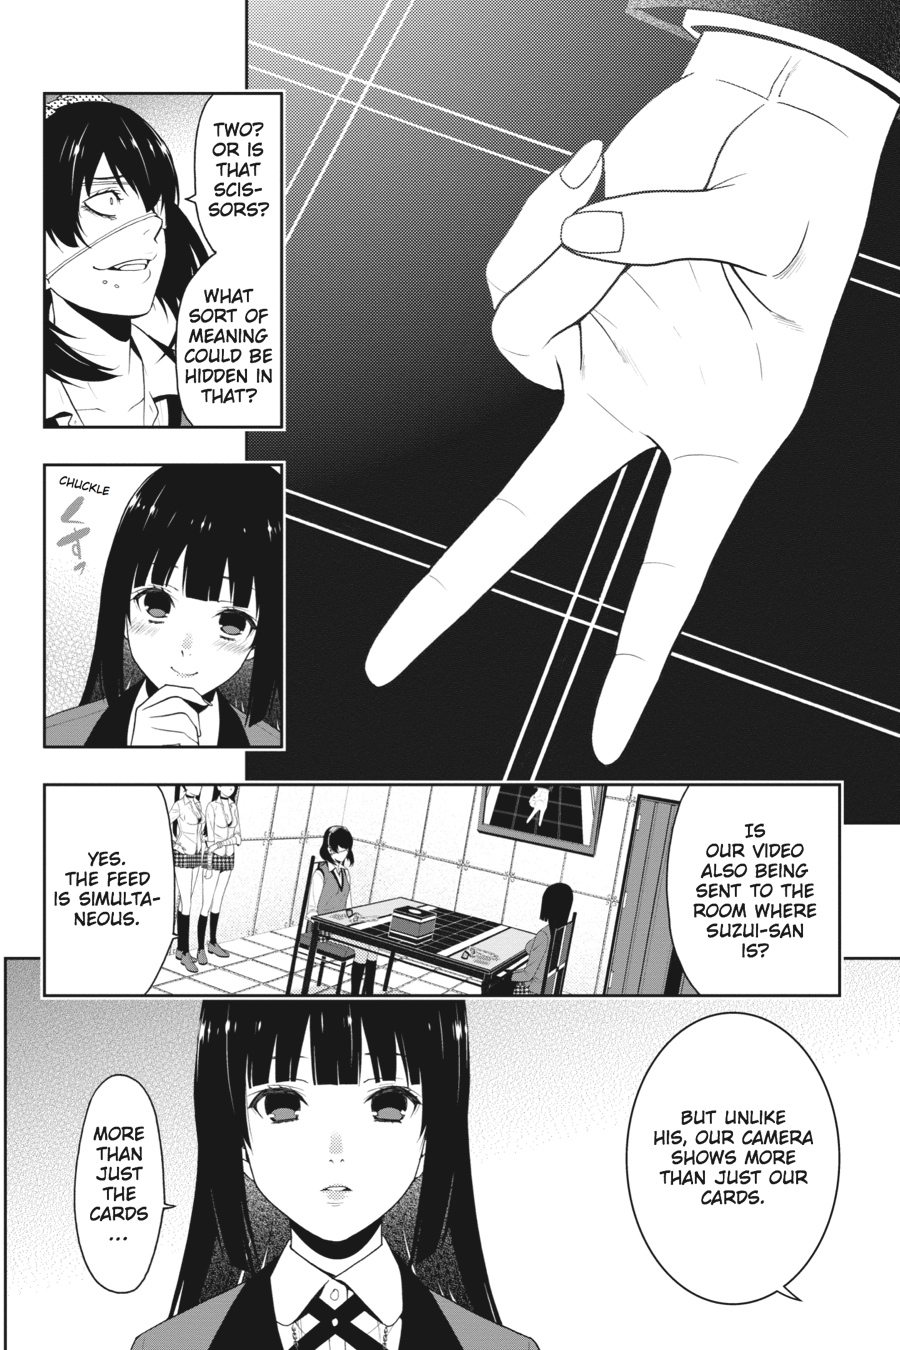 TWO?
OR IS
THAT
SCIS-
SORS?
WHAT
SORT OF
MEANING
COULD BE
HIDDEN IN
THAT?
CHUCKLE
くすっ
IS
OUR VIDEO
ALSO BEING
SENT TO THE
ROOM WHERE
SUZUI-SAN
IS?
YES.
THE FEED
IS SIMULTA-
NEOUS.
BUT UNLIKE
HIS, OUR CAMERA
SHOWS MORE
THAN JUST OUR
CARDS.
MORE
THAN
JUST
THE
CARDS
...